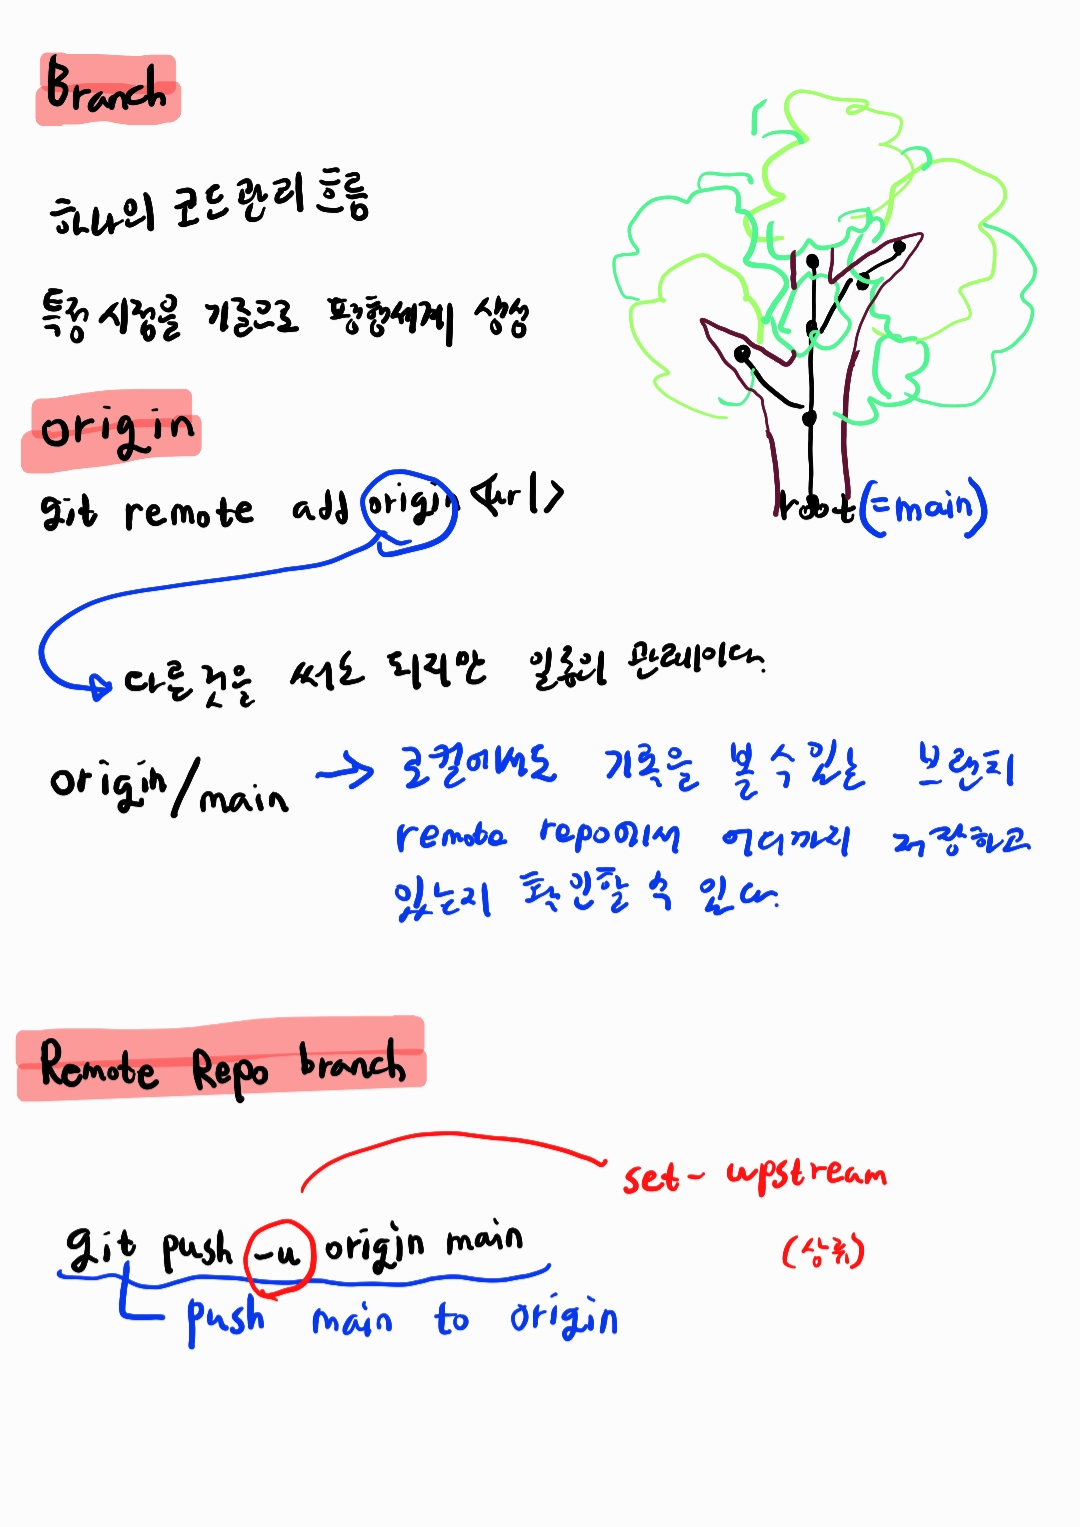 Branch
하나의 코드관리 흐름
특정 시점을 기준으로 평행세계 생성
origin
git remote add origin <url>
root (=main)
다른것을 써도 되지만 일종의 관례이다.
origin/main → 로컬에서도 기록을 볼 수 있는 브랜치
remote repo에서 어디까지 저장하고
있는지 확인할 수 있다.
Remote Repo branch
set-upstream
git push -u origin main
(상류)
push main to origin